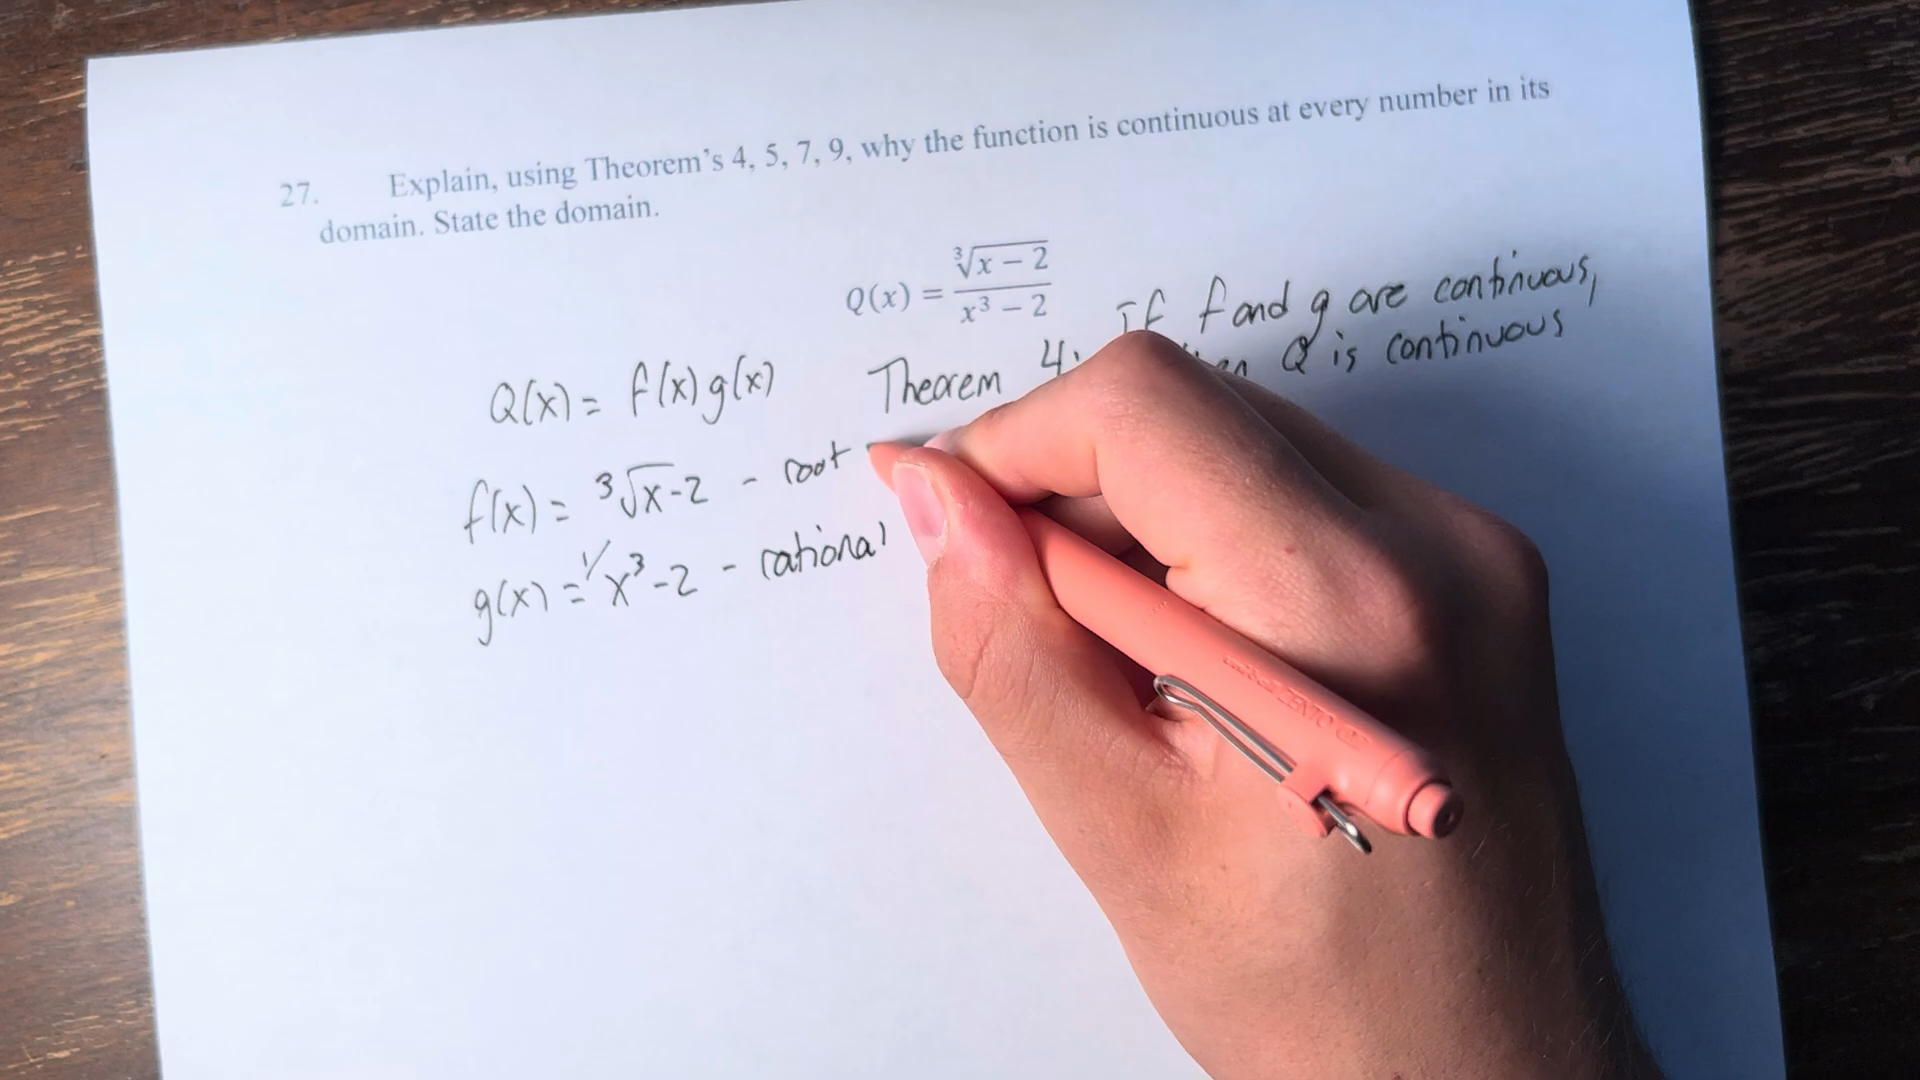 27. Explain, using Theorem's 4, 5, 7, 9, why the function is continuous at every number in its
domain. State the domain.
Q(x) = ∛(x − 2) / (x³ − 2)
If f and g are continuous,
Q is continuous
Theorem 4:
Q(x) = f(x)g(x)
f(x) = ³√x-2 - root
g(x) = 1/x³-2 - rational
ZENTO